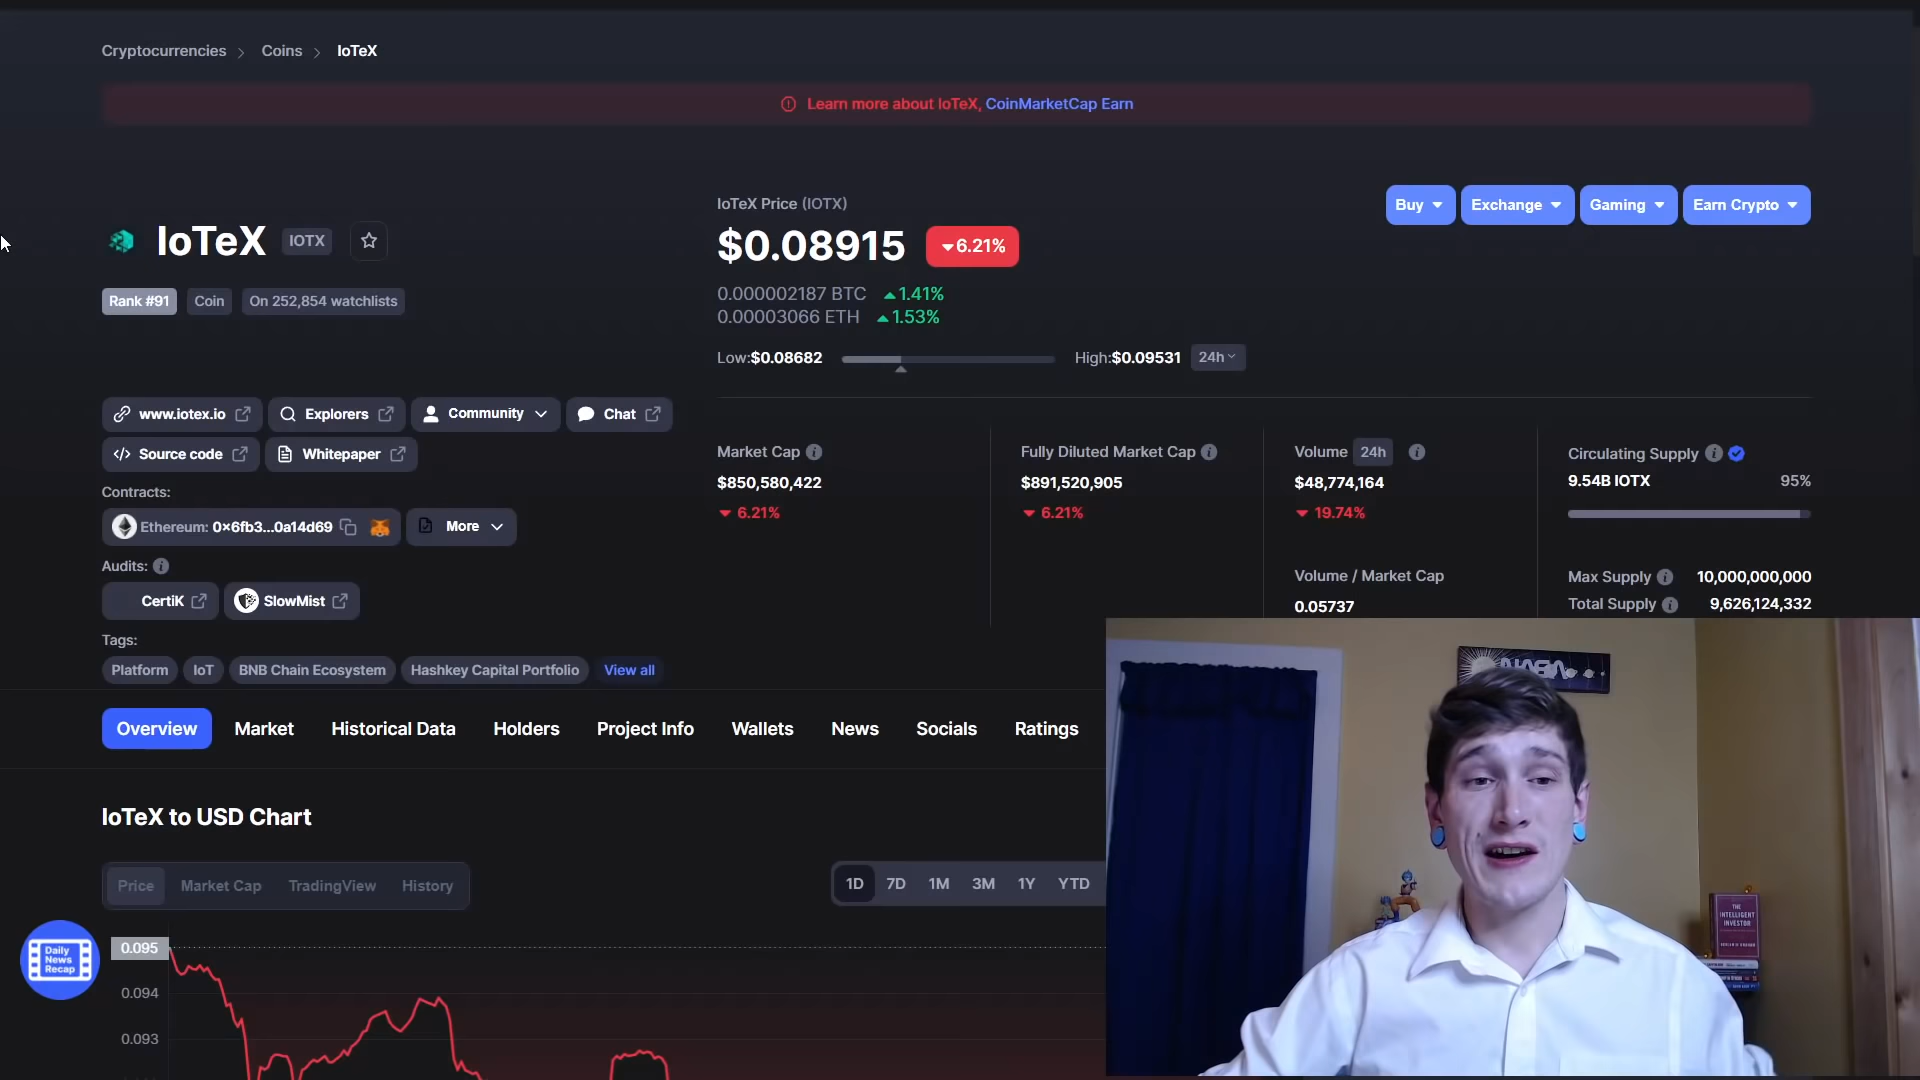 Cryptocurrencies > Coins > IoTeX
Learn more about IoTeX, CoinMarketCap Earn
IoTeX IOTX
Rank #91 Coin On 252,854 watchlists
IoTeX Price (IOTX)
$0.08915 6.21%
0.000002187 BTC 1.41%
0.00003066 ETH 1.53%
Low:$0.08682 High:$0.09531 24h
Buy Exchange Gaming Earn Crypto
www.iotex.io Explorers Community Chat
Source code Whitepaper
Contracts:
Ethereum: 0x6fb3...0a14d69 More
Audits:
CertiK SlowMist
Tags:
Platform IoT BNB Chain Ecosystem Hashkey Capital Portfolio View all
Market Cap
$850,580,422
6.21%
Fully Diluted Market Cap
$891,520,905
6.21%
Volume 24h
$48,774,164
19.74%
Volume / Market Cap
0.05737
Circulating Supply
9.54B IOTX 95%
Max Supply 10,000,000,000
Total Supply 9,626,124,332
Overview Market Historical Data Holders Project Info Wallets News Socials Ratings
IoTeX to USD Chart
Price Market Cap TradingView History
1D 7D 1M 3M 1Y YTD
0.095
0.094
0.093
Daily
News
Recap
NASA
THE
INTELLIGENT
INVESTOR